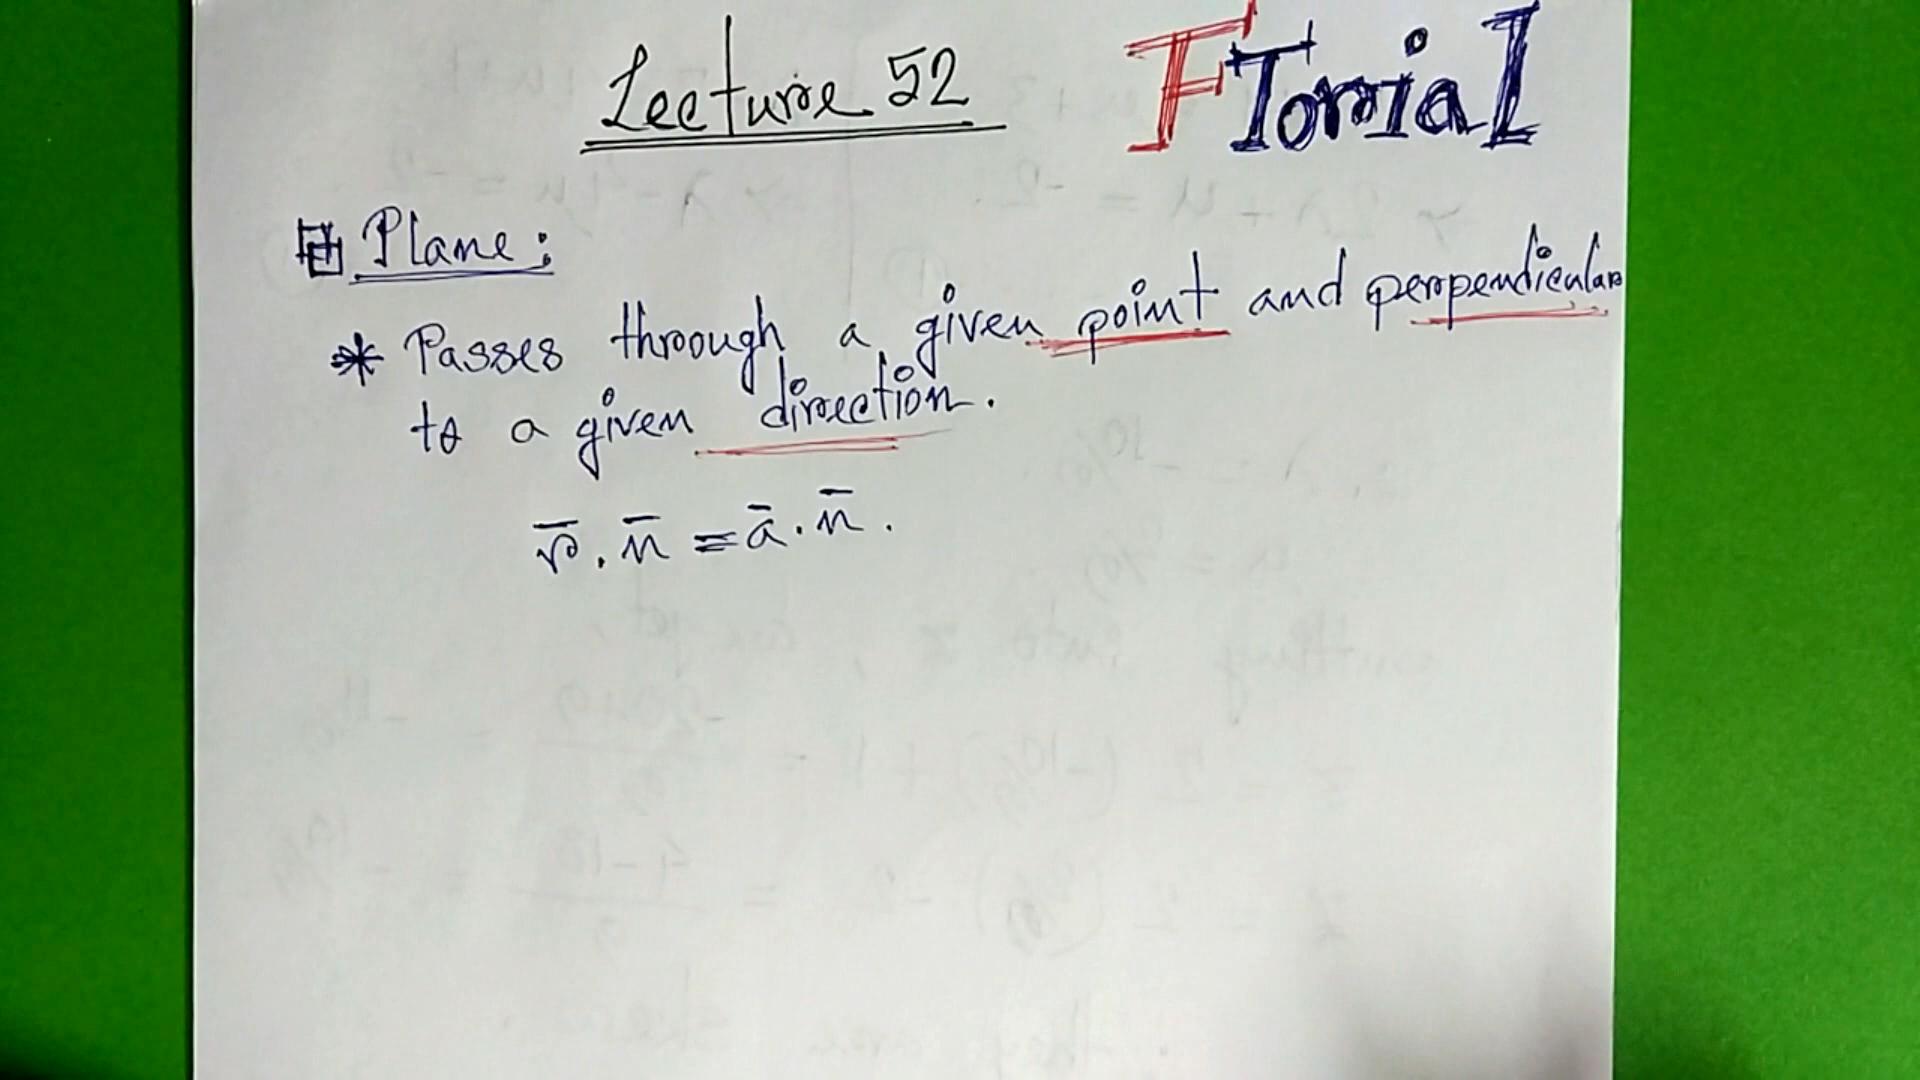 Lecture 52
FTorial
Plane:
* Passes through a given point and perpendicular
to a given direction.
r̄ . n̄ = ā . n̄ .